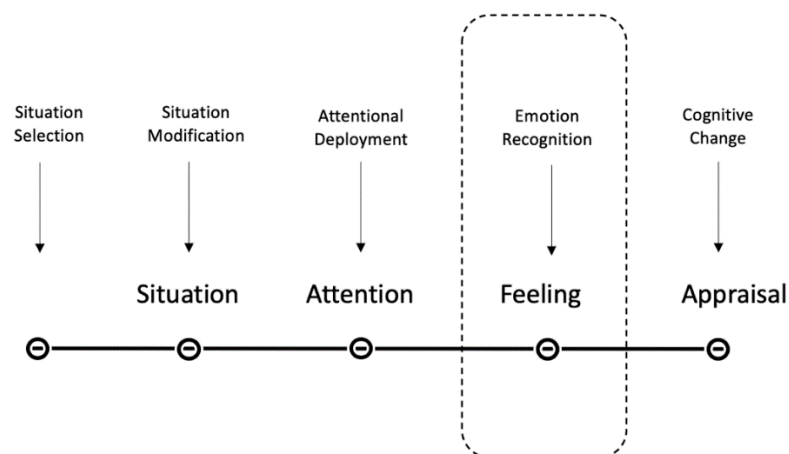 Situation
Selection
Situation
Modification
Attentional
Deployment
Emotion
Recognition
Cognitive
Change
Situation
Attention
Feeling
Appraisal